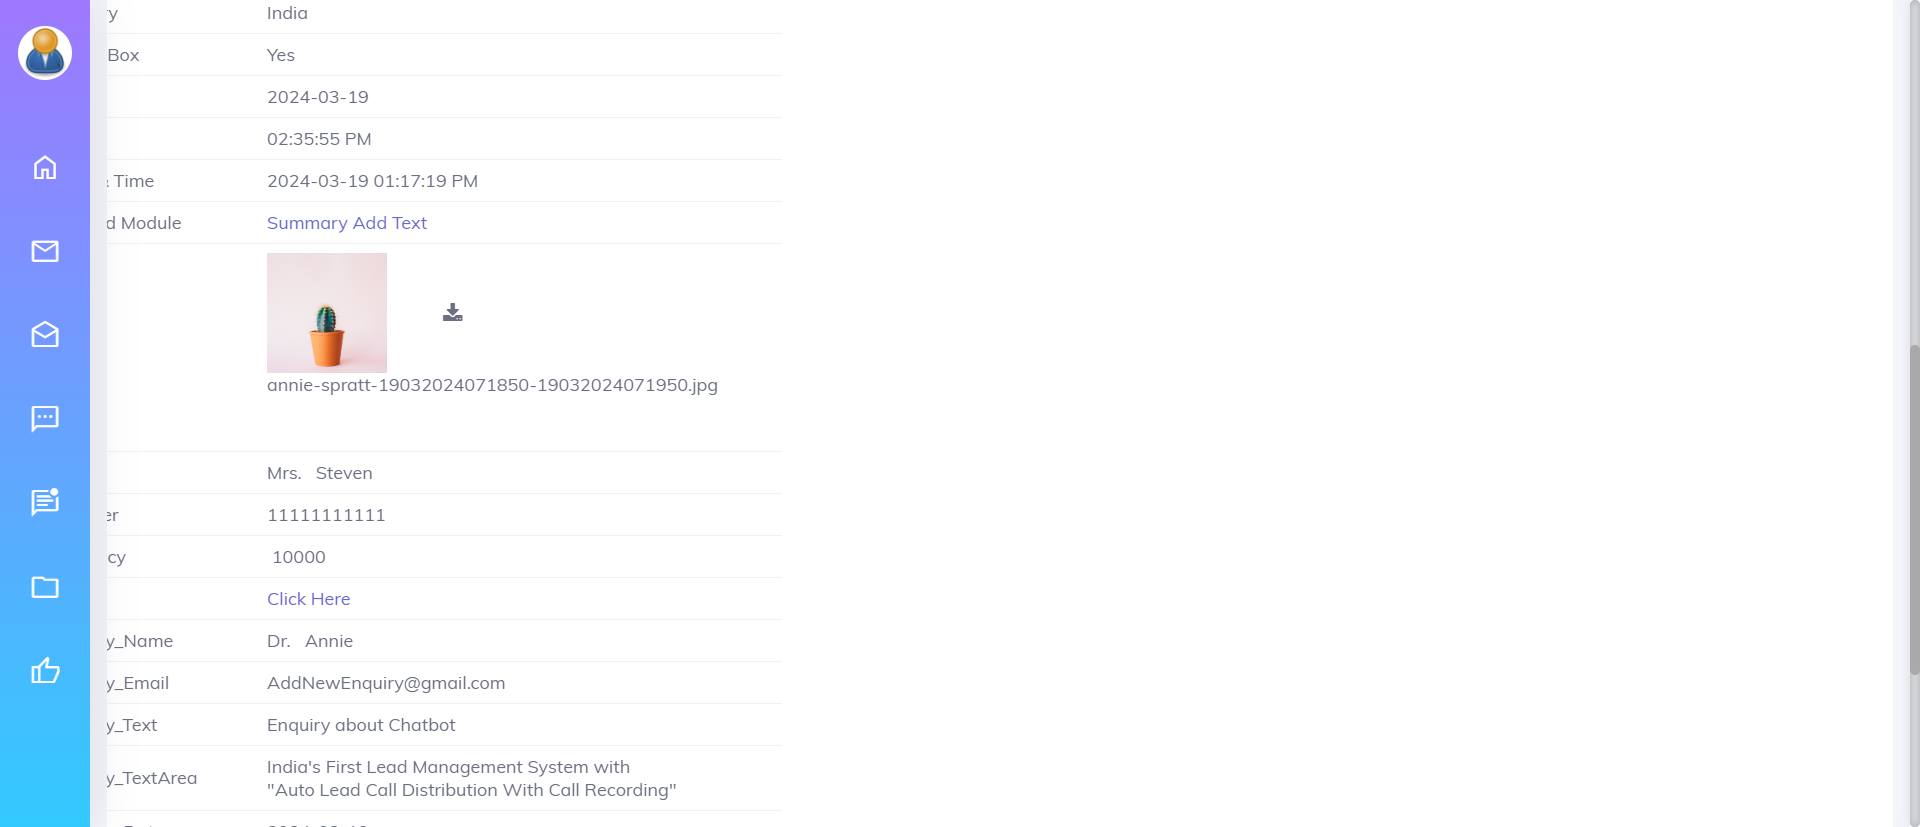 y India
Box Yes
2024-03-19
02:35:55 PM
& Time 2024-03-19 01:17:19 PM
d Module Summary Add Text
annie-spratt-19032024071850-19032024071950.jpg
Mrs. Steven
er 11111111111
cy 10000
Click Here
y_Name Dr. Annie
y_Email AddNewEnquiry@gmail.com
y_Text Enquiry about Chatbot
India's First Lead Management System with
y_TextArea
"Auto Lead Call Distribution With Call Recording"